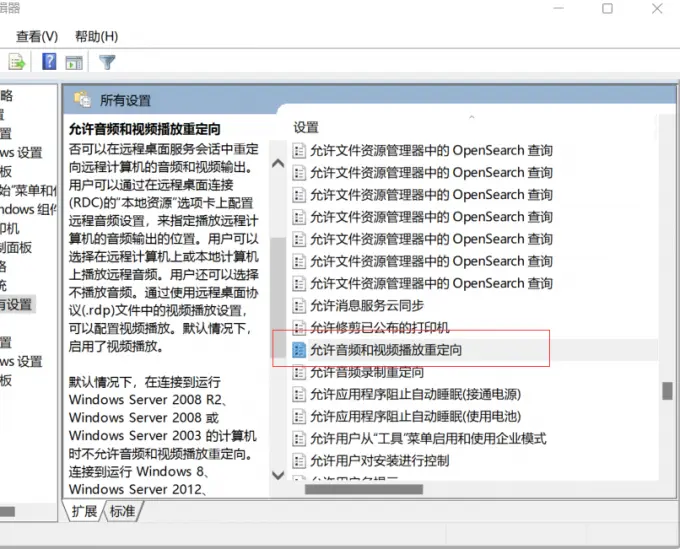 辑器
查看(V) 帮助(H)
略
置
置
ws 设置
板
始"菜单和任
ndows 组件
印机
制面板
络
统
有设置
置
ws 设置
板
所有设置
允许音频和视频播放重定向
否可以在远程桌面服务会话中重定
向远程计算机的音频和视频输出。
用户可以通过在远程桌面连接
(RDC)的"本地资源"选项卡上配置
远程音频设置，来指定播放远程计
算机的音频输出的位置。用户可以
选择在远程计算机上或本地计算机
上播放远程音频。用户还可以选择
不播放音频。通过使用远程桌面协
议(.rdp)文件中的视频播放设置，
可以配置视频播放。默认情况下，
启用了视频播放。
默认情况下，在连接到运行
Windows Server 2008 R2、
Windows Server 2008 或
Windows Server 2003 的计算机
时不允许音频和视频播放重定向。
连接到运行 Windows 8、
Windows Server 2012、
设置
允许文件资源管理器中的 OpenSearch 查询
允许文件资源管理器中的 OpenSearch 查询
允许文件资源管理器中的 OpenSearch 查询
允许文件资源管理器中的 OpenSearch 查询
允许文件资源管理器中的 OpenSearch 查询
允许文件资源管理器中的 OpenSearch 查询
允许文件资源管理器中的 OpenSearch 查询
允许消息服务云同步
允许修剪已公布的打印机
允许音频和视频播放重定向
允许音频录制重定向
允许应用程序阻止自动睡眠(接通电源)
允许应用程序阻止自动睡眠(使用电池)
允许用户从"工具"菜单启用和使用企业模式
允许用户对安装进行控制
扩展 标准